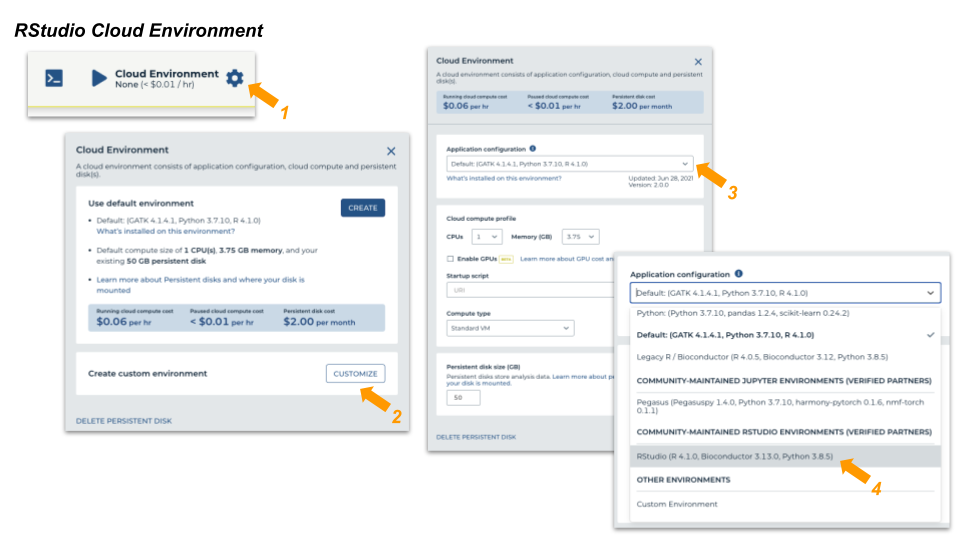 RStudio Cloud Environment
Cloud Environment
None (< $0.01 / hr)
1
Cloud Environment
A cloud environment consists of application configuration, cloud compute and persistent
disk(s).
Use default environment
CREATE
• Default: (GATK 4.1.4.1, Python 3.7.10, R 4.1.0)
What's installed on this environment?
• Default compute size of 1 CPU(s), 3.75 GB memory, and your
existing 50 GB persistent disk
• Learn more about Persistent disks and where your disk is
mounted
Running cloud compute cost
Paused cloud compute cost
Persistent disk cost
$0.06 per hr
< $0.01 per hr
$2.00 per month
Create custom environment
CUSTOMIZE
2
DELETE PERSISTENT DISK
Cloud Environment
A cloud environment consists of application configuration, cloud compute and persistent
disk(s).
Running cloud compute cost
Paused cloud compute cost
Persistent disk cost
$0.06 per hr
< $0.01 per hr
$2.00 per month
Application configuration
Default: (GATK 4.1.4.1, Python 3.7.10, R 4.1.0)
What's installed on this environment?
Updated: Jun 28, 2021
Version: 2.0.0
3
Cloud compute profile
CPUs 1 Memory (GB) 3.75
Enable GPUs BETA Learn more about GPU cost an
Startup script
URI
Compute type
Standard VM
Persistent disk size (GB)
Persistent disks store analysis data. Learn more about pe
your disk is mounted.
50
DELETE PERSISTENT DISK
Application configuration
Default: (GATK 4.1.4.1, Python 3.7.10, R 4.1.0)
Python: (Python 3.7.10, pandas 1.2.4, scikit-learn 0.24.2)
Default: (GATK 4.1.4.1, Python 3.7.10, R 4.1.0)
Legacy R / Bioconductor (R 4.0.5, Bioconductor 3.12, Python 3.8.5)
COMMUNITY-MAINTAINED JUPYTER ENVIRONMENTS (VERIFIED PARTNERS)
Pegasus (Pegasuspy 1.4.0, Python 3.7.10, harmony-pytorch 0.1.6, nmf-torch
0.1.1)
COMMUNITY-MAINTAINED RSTUDIO ENVIRONMENTS (VERIFIED PARTNERS)
RStudio (R 4.1.0, Bioconductor 3.13.0, Python 3.8.5)
4
OTHER ENVIRONMENTS
Custom Environment